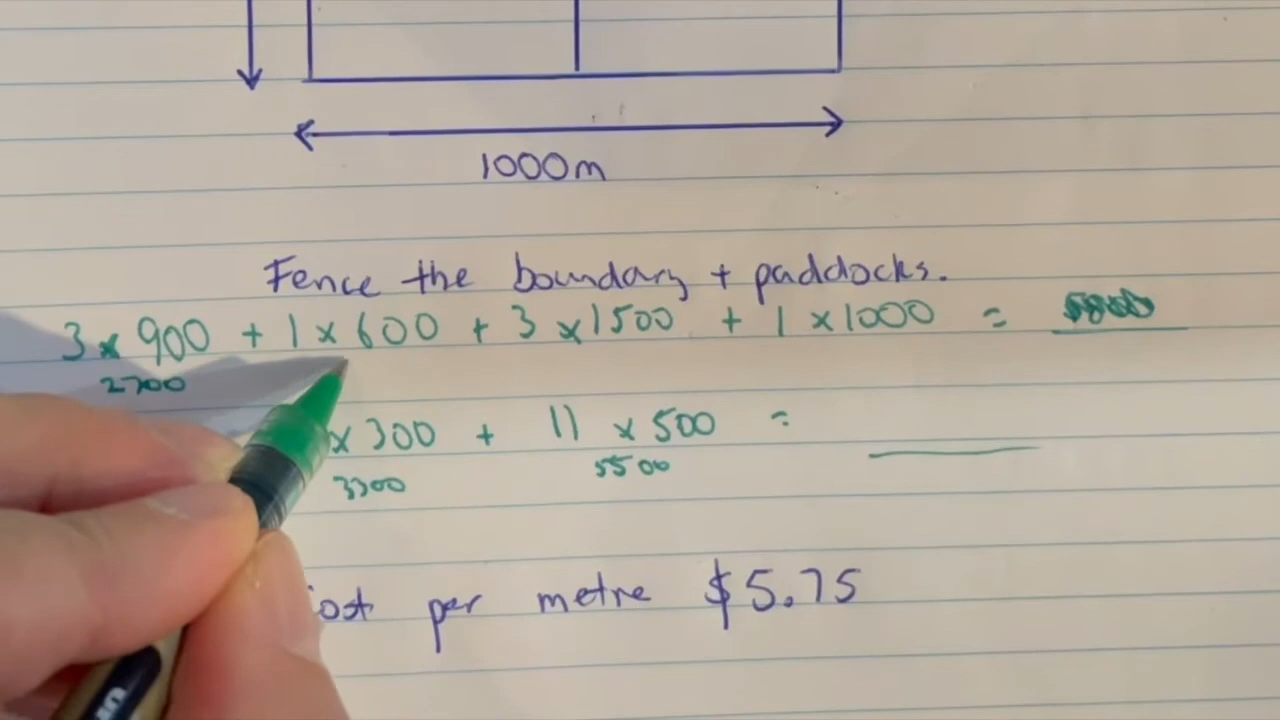 1000m
Fence the boundary + paddocks.
3 x 900 + 1 x 600 + 3 x 1500 + 1 x 1000 =
2700
x 300 + 11 x 500 =
3300 5500
cost per metre $5.75